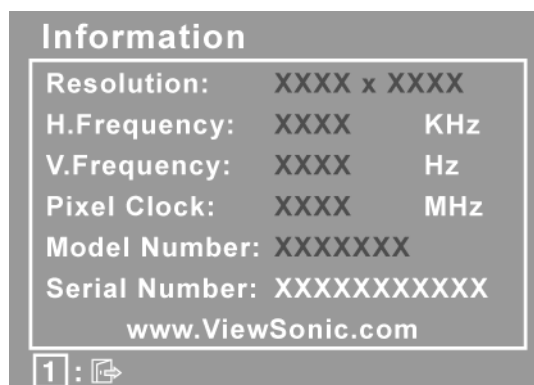 Information
Resolution: XXXX x XXXX
H.Frequency: XXXX KHz
V.Frequency: XXXX Hz
Pixel Clock: XXXX MHz
Model Number: XXXXXXX
Serial Number: XXXXXXXXXXX
www.ViewSonic.com
1 :